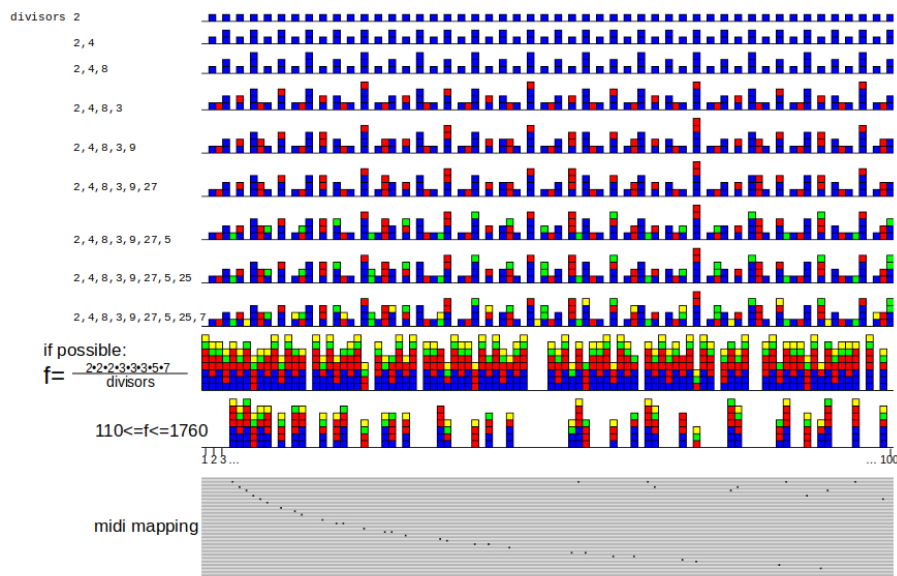 divisors 2
2,4
2,4,8
2,4,8,3
2,4,8,3,9
2,4,8,3,9,27
2,4,8,3,9,27,5
2,4,8,3,9,27,5,25
2,4,8,3,9,27,5,25,7
if possible:
f= 2•2•2•3•3•3•5•7
divisors
110<=f<=1760
1 2 3 ... ... 100
midi mapping